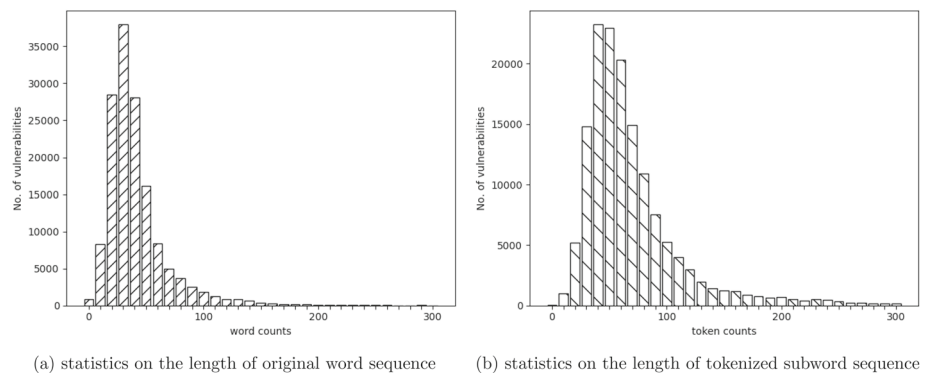 35000
30000
25000
20000
15000
10000
5000
0
No. of vulnerabilities
0 100 200 300
word counts
(a) statistics on the length of original word sequence
20000
15000
10000
5000
0
No. of vulnerabilities
0 100 200 300
token counts
(b) statistics on the length of tokenized subword sequence